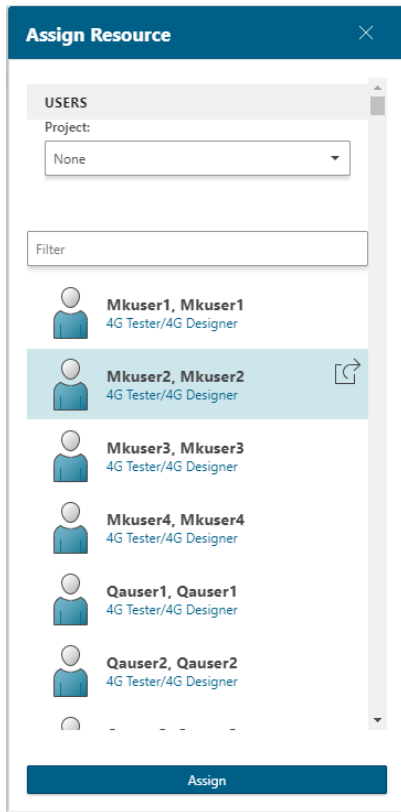 Assign Resource
USERS
Project:
None
Filter
Mkuser1, Mkuser1
4G Tester/4G Designer
Mkuser2, Mkuser2
4G Tester/4G Designer
Mkuser3, Mkuser3
4G Tester/4G Designer
Mkuser4, Mkuser4
4G Tester/4G Designer
Qauser1, Qauser1
4G Tester/4G Designer
Qauser2, Qauser2
4G Tester/4G Designer
Assign